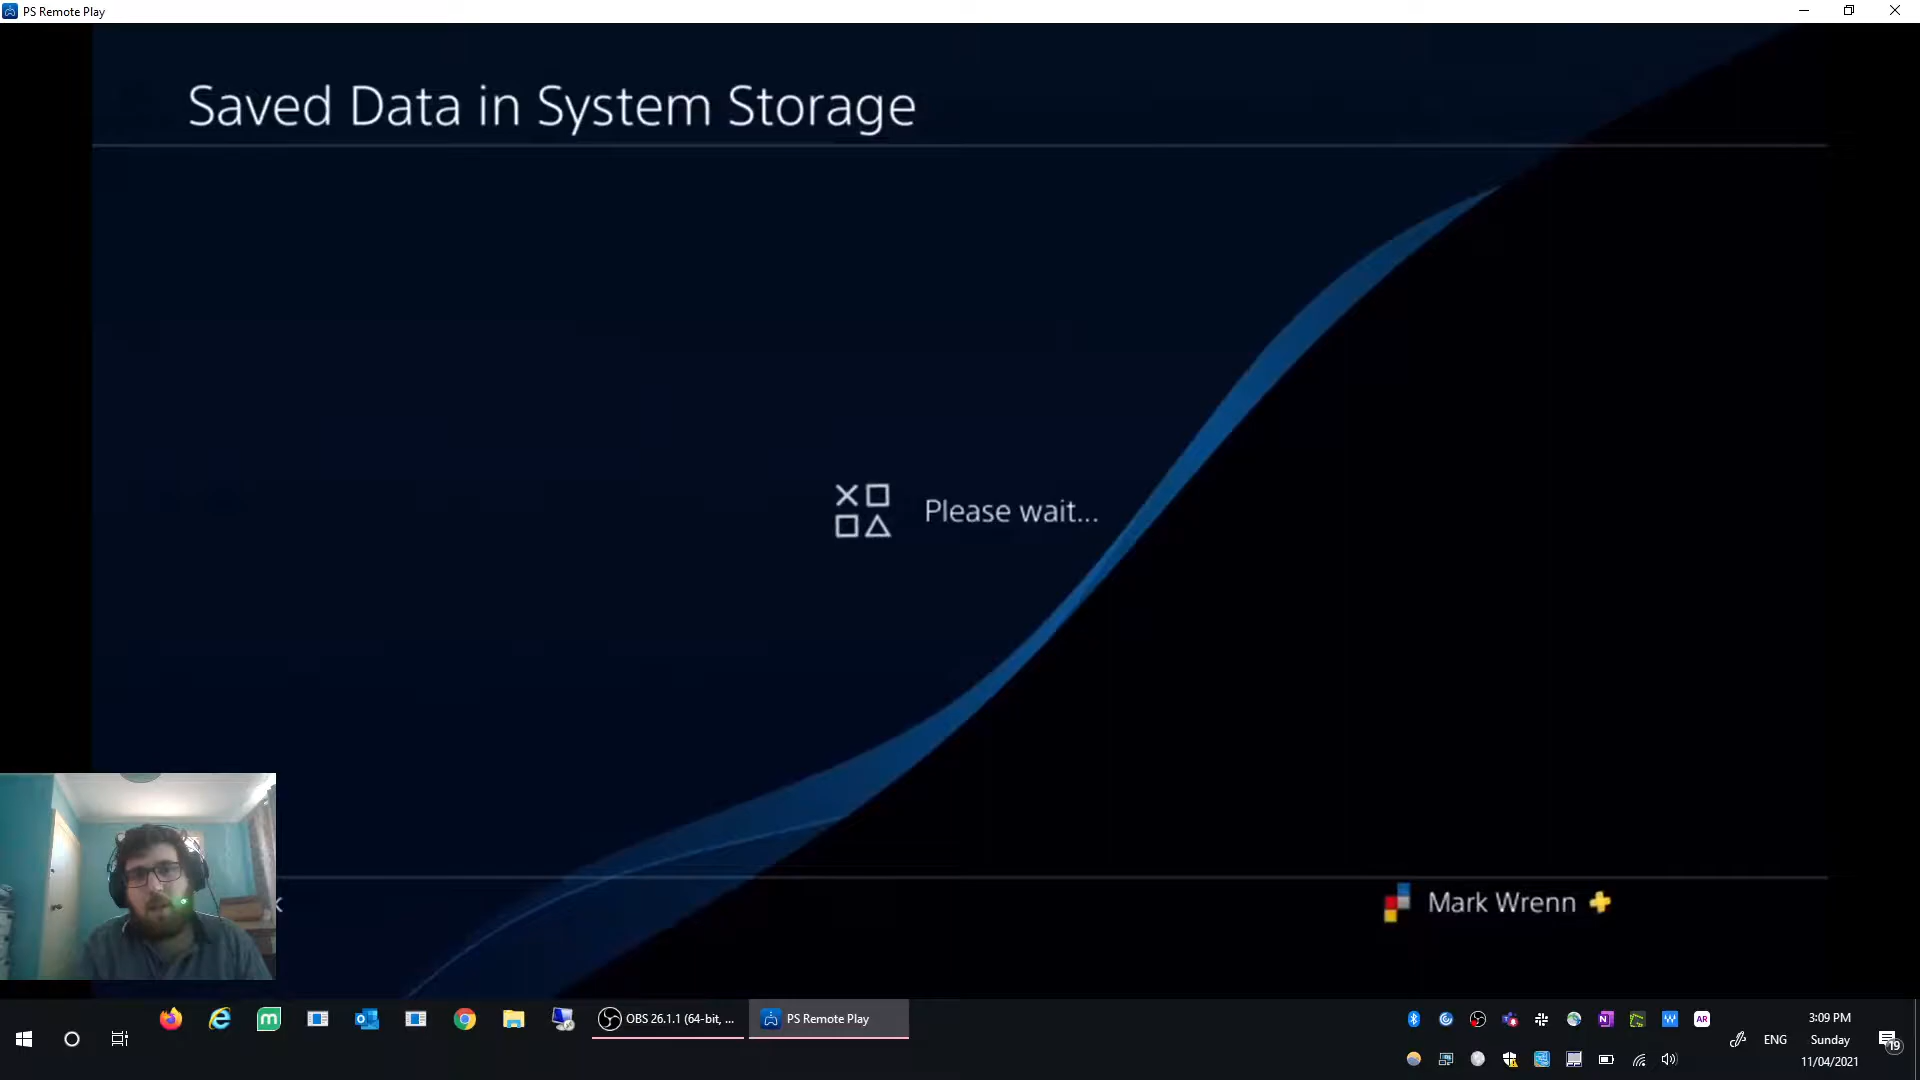 PS Remote Play
Saved Data in System Storage
Please wait...
Mark Wrenn
OBS 26.1.1 (64-bit, ...
PS Remote Play
3:09 PM
ENG
Sunday
19
11/04/2021